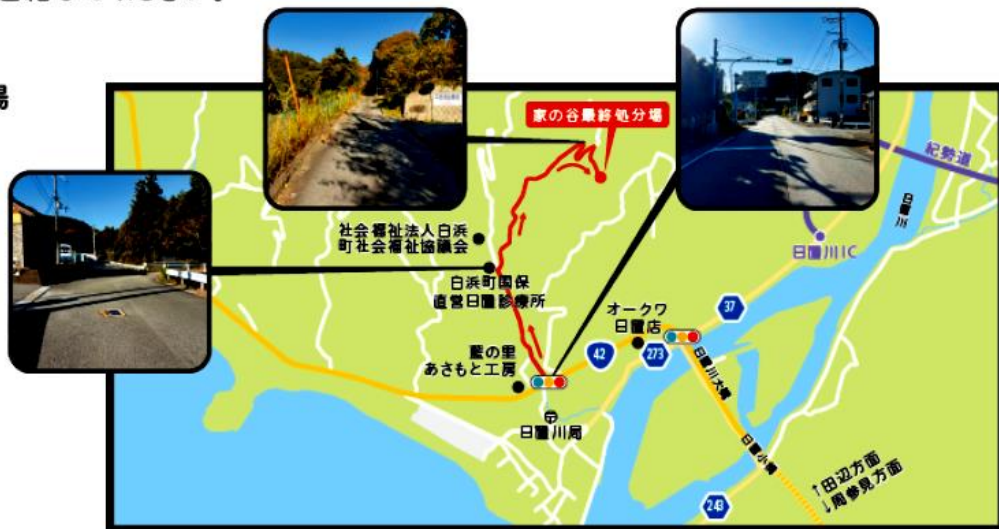 場
家の谷最終処分場
紀勢道
日置川
日置川IC
社会福祉法人白浜
町社会福祉協議会
白浜町国保
直営日置診療所
オークワ
日置店
37
42
273
藍の里
あさもと工房
日置川大橋
日置川局
日置小橋
↑田辺方面
↓周参見方面
243